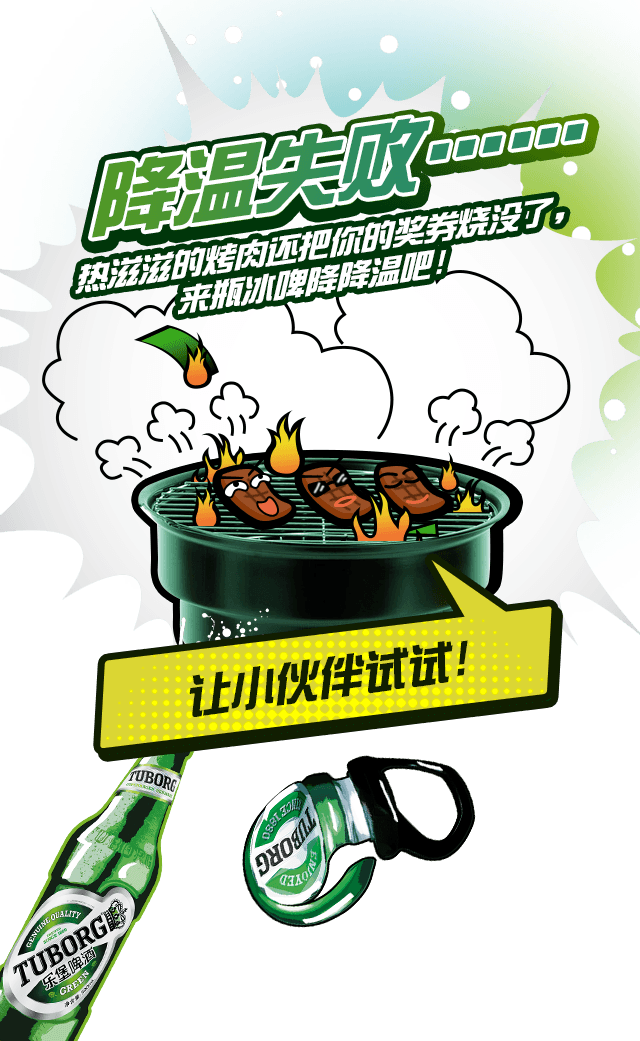 降温失败······
热滋滋的烤肉还把你的奖券烧没了,
来瓶冰啤降降温吧!
让小伙伴试试!
TUBORG
SINCE 1880
TUBORG
ENJOYED
GENUINE QUALITY
TUBORG
乐堡啤酒
GREEN